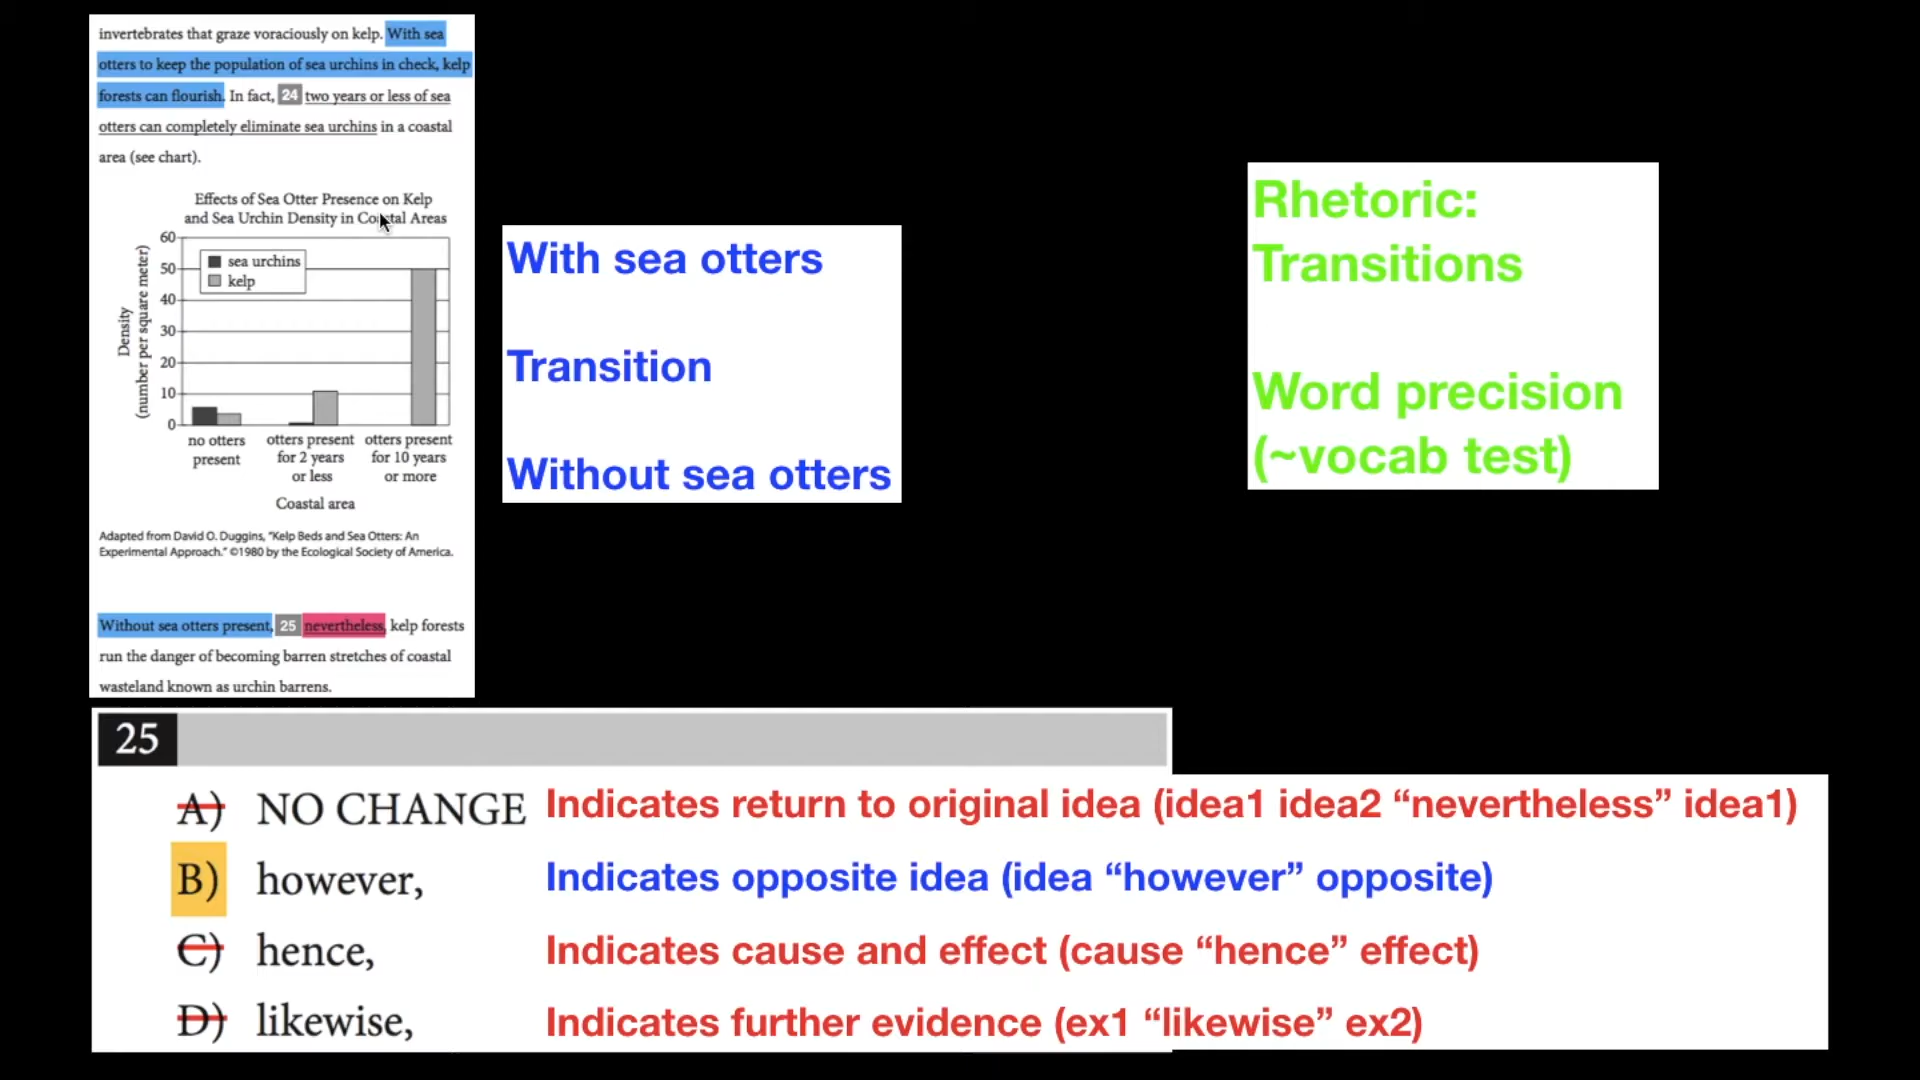 invertebrates that graze voraciously on kelp. With sea
otters to keep the population of sea urchins in check, kelp
forests can flourish. In fact, 24 two years or less of sea
otters can completely eliminate sea urchins in a coastal
area (see chart).
Effects of Sea Otter Presence on Kelp
and Sea Urchin Density in Coastal Areas
Density
(number per square meter)
60
50
40
30
20
10
0
sea urchins
kelp
no otters
present
otters present
for 2 years
or less
otters present
for 10 years
or more
Coastal area
Adapted from David O. Duggins, "Kelp Beds and Sea Otters: An
Experimental Approach." ©1980 by the Ecological Society of America.
Without sea otters present, 25 nevertheless, kelp forests
run the danger of becoming barren stretches of coastal
wasteland known as urchin barrens.
With sea otters
Transition
Without sea otters
Rhetoric:
Transitions
Word precision
(~vocab test)
25
A) NO CHANGE Indicates return to original idea (idea1 idea2 “nevertheless” idea1)
B) however, Indicates opposite idea (idea “however” opposite)
C) hence, Indicates cause and effect (cause “hence” effect)
D) likewise, Indicates further evidence (ex1 “likewise” ex2)